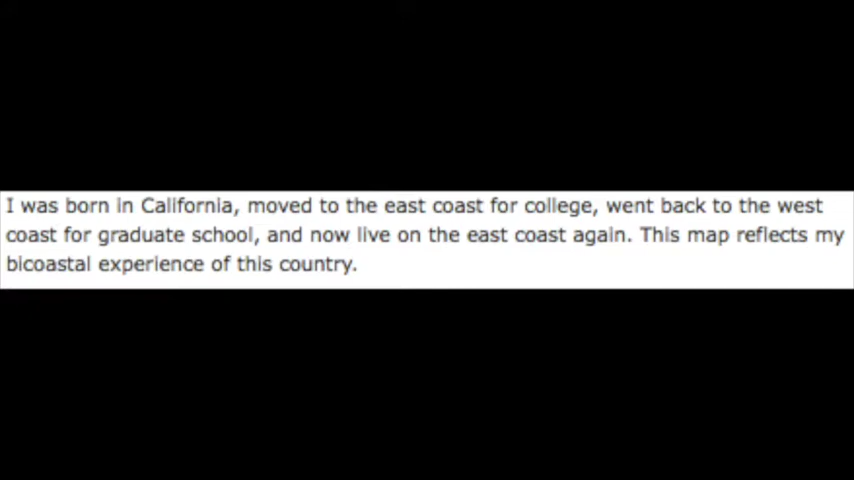 I was born in California, moved to the east coast for college, went back to the west
coast for graduate school, and now live on the east coast again. This map reflects my
bicoastal experience of this country.